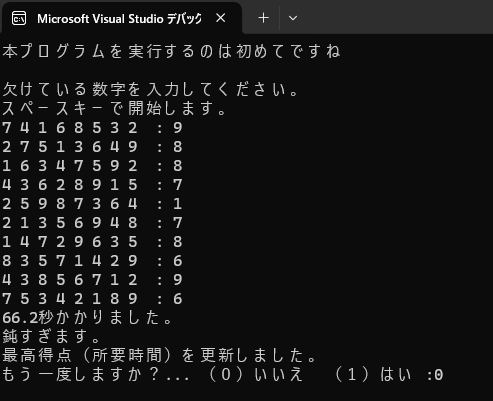 Microsoft Visual Studio デバッグ
本プログラムを実行するのは初めてですね
欠けている数字を入力してください。
スペースキーで開始します。
7 4 1 6 8 5 3 2 : 9
2 7 5 1 3 6 4 9 : 8
1 6 3 4 7 5 9 2 : 8
4 3 6 2 8 9 1 5 : 7
2 5 9 8 7 3 6 4 : 1
2 1 3 5 6 9 4 8 : 7
1 4 7 2 9 6 3 5 : 8
8 3 5 7 1 4 2 9 : 6
4 3 8 5 6 7 1 2 : 9
7 5 3 4 2 1 8 9 : 6
66.2秒かかりました。
鈍すぎます。
最高得点（所要時間）を更新しました。
もう一度しますか？... （０）いいえ　（１）はい :0